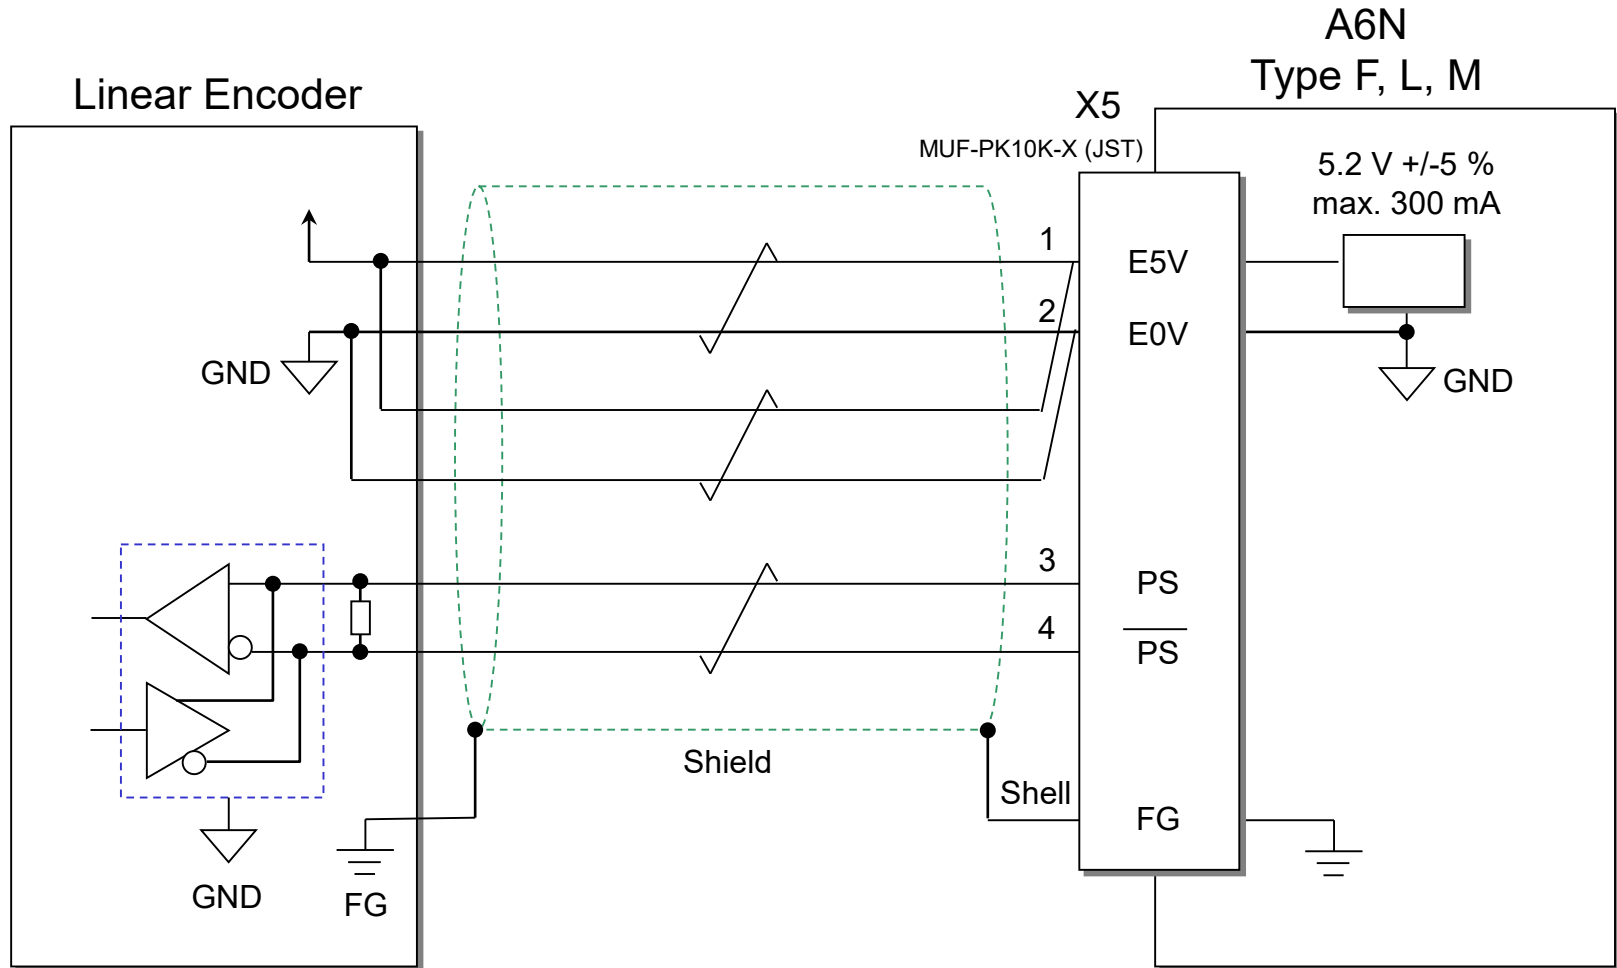 A6N
Type F, L, M
Linear Encoder
X5
MUF-PK10K-X (JST)
5.2 V +/-5 %
max. 300 mA
1
E5V
2
E0V
GND
GND
3
PS
4
PS
Shield
Shell
FG
GND
FG